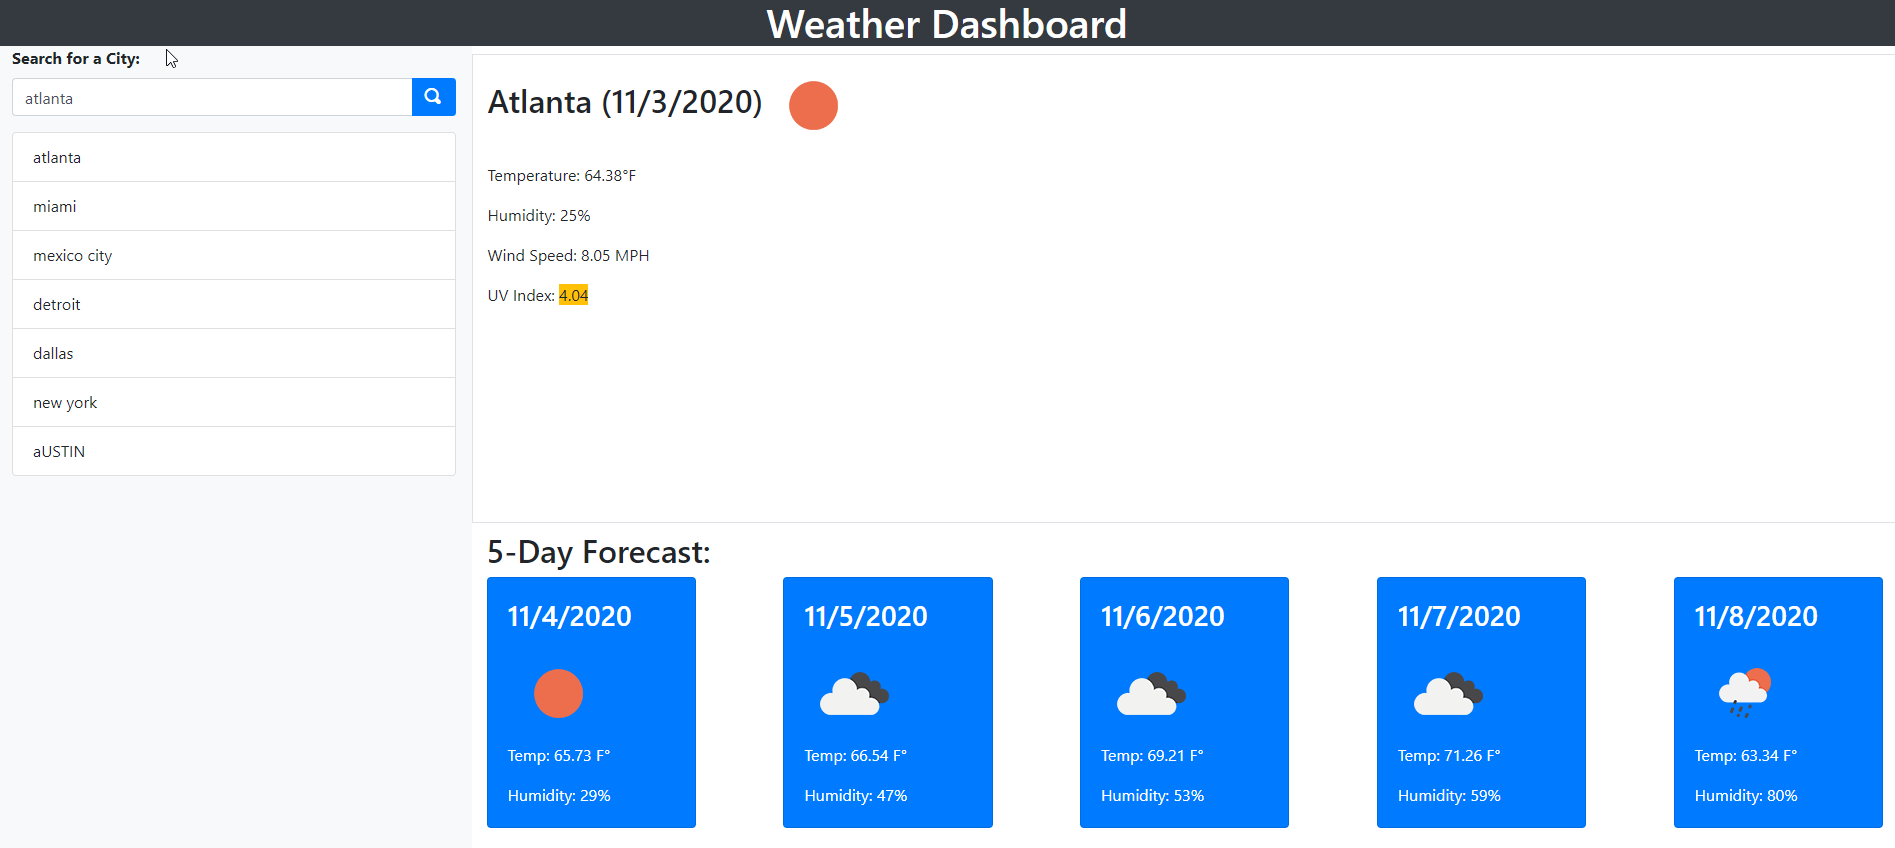 Weather Dashboard
Search for a City:
atlanta
atlanta
miami
mexico city
detroit
dallas
new york
aUSTIN
Atlanta (11/3/2020)
Temperature: 64.38°F
Humidity: 25%
Wind Speed: 8.05 MPH
UV Index: 4.04
5-Day Forecast:
11/4/2020
Temp: 65.73 F°
Humidity: 29%
11/5/2020
Temp: 66.54 F°
Humidity: 47%
11/6/2020
Temp: 69.21 F°
Humidity: 53%
11/7/2020
Temp: 71.26 F°
Humidity: 59%
11/8/2020
Temp: 63.34 F°
Humidity: 80%